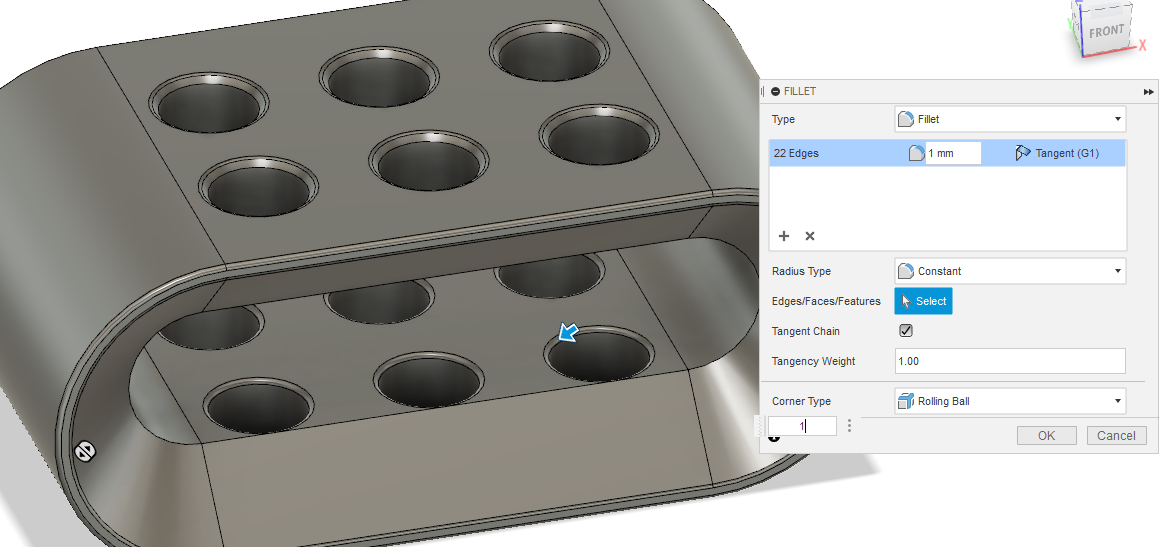 FRONT
X
Y
FILLET
Type Fillet
22 Edges 1 mm Tangent (G1)
Radius Type Constant
Edges/Faces/Features Select
Tangent Chain
Tangency Weight 1.00
Corner Type Rolling Ball
1
OK Cancel